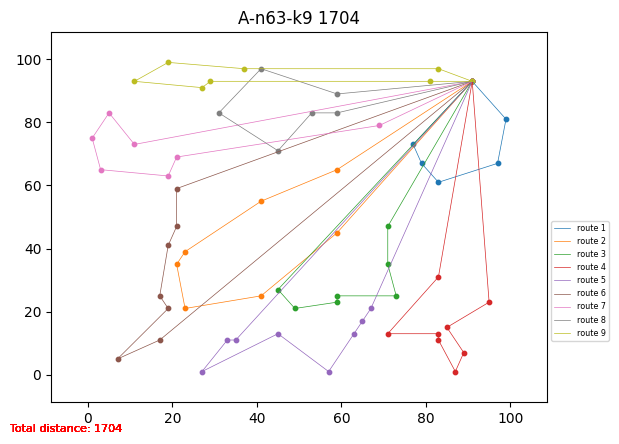 A-n63-k9 1704
100
80
60
40
20
0
0 20 40 60 80 100
route 1
route 2
route 3
route 4
route 5
route 6
route 7
route 8
route 9
Total distance: 1704